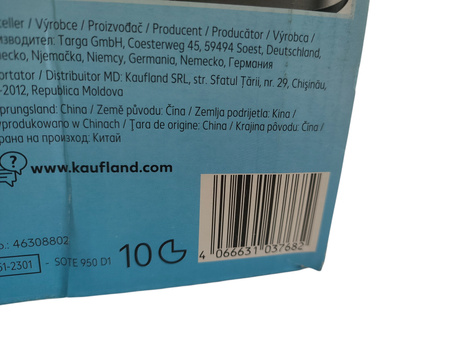 eller / Výrobce / Proizvođač / Producent / Producător / Výrobca /
изводител: Targa GmbH, Coesterweg 45, 59494 Soest, Deutschland,
ecko, Njemačka, Niemcy, Germania, Nemecko, Германия
ortator / Distribuitor MD: Kaufland SRL, str. Sfatul Țării, nr. 29, Chișinău,
-2012, Republica Moldova
prungsland: China / Země původu: Čína / Zemlja podrijetla: Kina /
yprodukowano w Chinach / Țara de origine: China / Krajina pôvodu: Čína /
рана на произход: Китай
www.kaufland.com
o.: 46308802
51-2301 - SOTE 950 D1
10
4 066631 037682